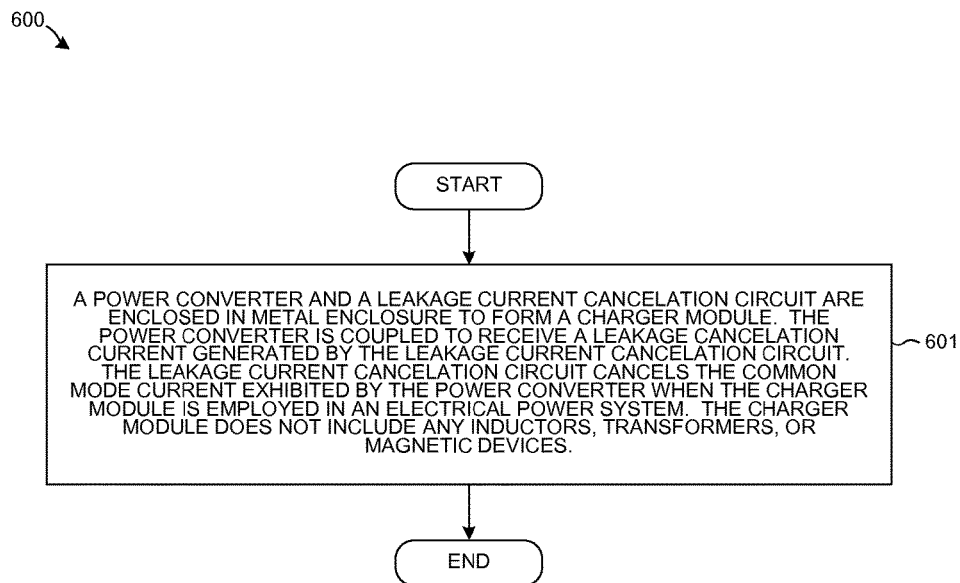 600
START
A POWER CONVERTER AND A LEAKAGE CURRENT CANCELATION CIRCUIT ARE
ENCLOSED IN METAL ENCLOSURE TO FORM A CHARGER MODULE. THE
POWER CONVERTER IS COUPLED TO RECEIVE A LEAKAGE CANCELATION
CURRENT GENERATED BY THE LEAKAGE CURRENT CANCELATION CIRCUIT.
THE LEAKAGE CURRENT CANCELATION CIRCUIT CANCELS THE COMMON
MODE CURRENT EXHIBITED BY THE POWER CONVERTER WHEN THE CHARGER
MODULE IS EMPLOYED IN AN ELECTRICAL POWER SYSTEM. THE CHARGER
MODULE DOES NOT INCLUDE ANY INDUCTORS, TRANSFORMERS, OR
MAGNETIC DEVICES.
601
END